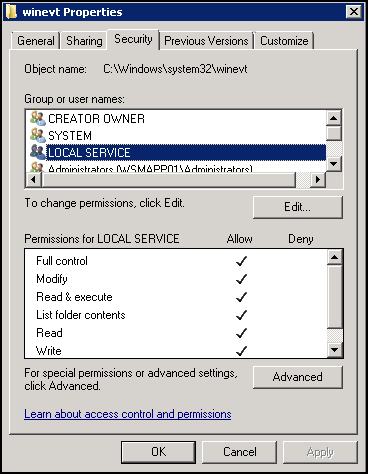 winevt Properties
General Sharing Security Previous Versions Customize
Object name: C:\Windows\system32\winevt
Group or user names:
CREATOR OWNER
SYSTEM
LOCAL SERVICE
Administrators (WSMAPP01\Administrators)
To change permissions, click Edit.
Edit...
Permissions for LOCAL SERVICE Allow Deny
Full control
Modify
Read & execute
List folder contents
Read
Write
For special permissions or advanced settings,
click Advanced.
Advanced
Learn about access control and permissions
OK Cancel Apply